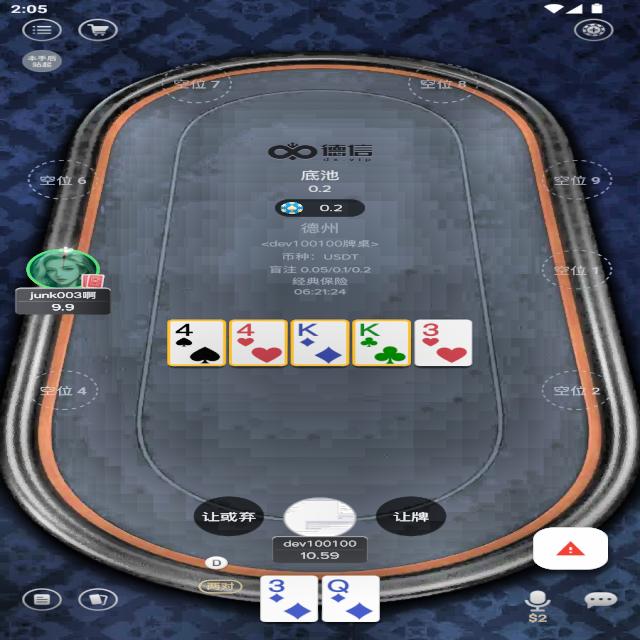 2:05
本手后
站起
空位 7
空位 8
德信
dx.vip
底池
0.2
0.2
空位 6
空位 9
德州
<dev100100牌桌>
币种：USDT
盲注 0.05/0.1/0.2
经典保险
06:21:24
空位 1
junk003啊
9.9
4
4
K
K
3
空位 4
空位 2
让或弃
让牌
dev100100
10.59
D
两对
3
Q
$2